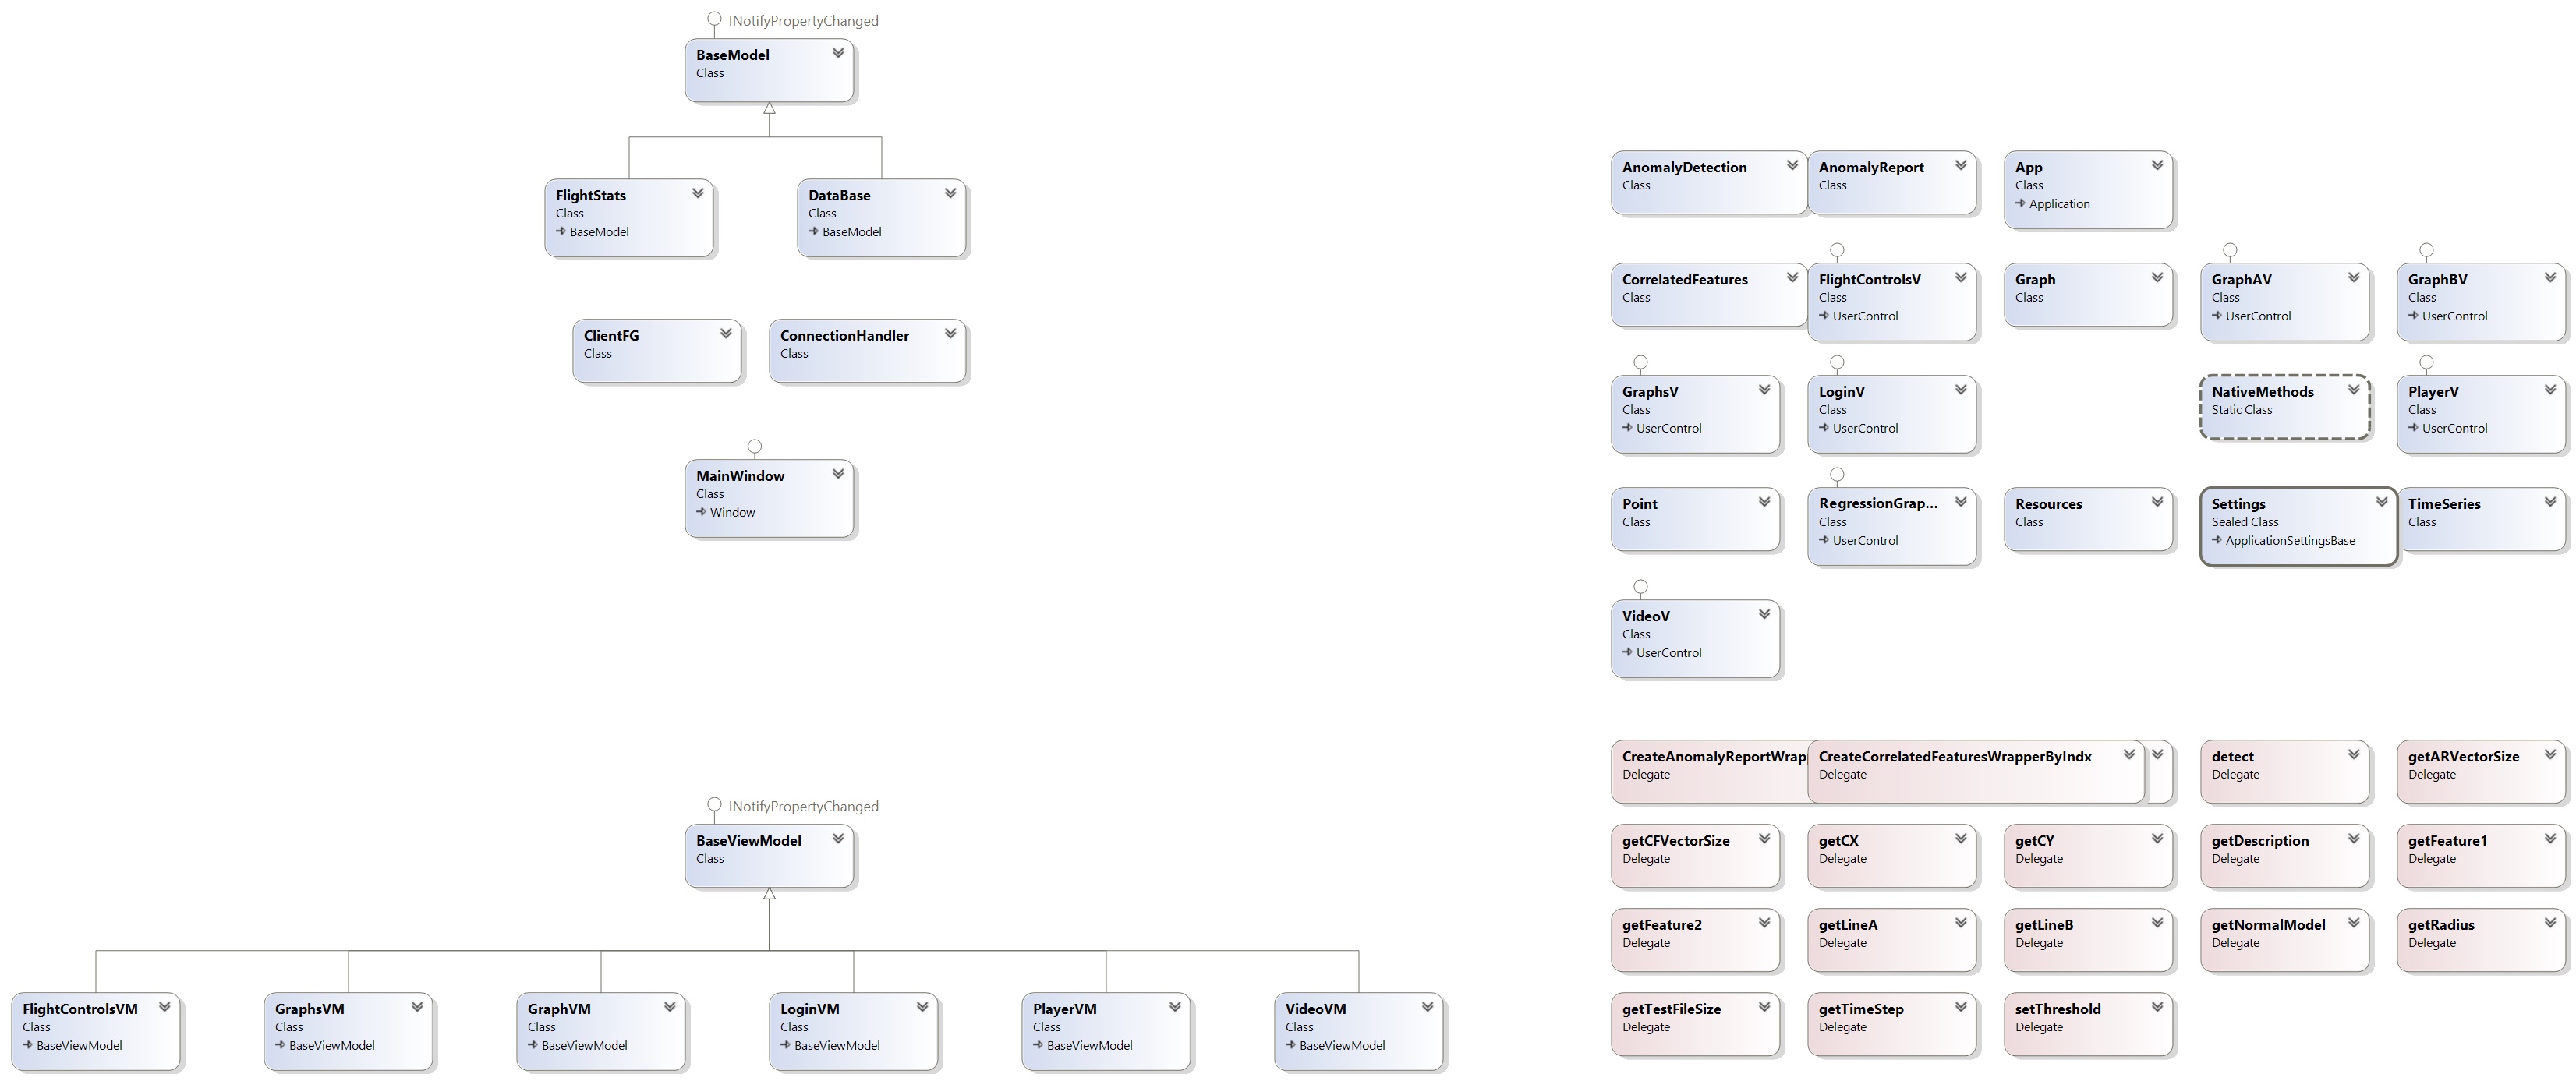 INotifyPropertyChanged
BaseModel
Class
FlightStats
Class
BaseModel
DataBase
Class
BaseModel
ClientFG
Class
ConnectionHandler
Class
MainWindow
Class
Window
INotifyPropertyChanged
BaseViewModel
Class
FlightControlsVM
Class
BaseViewModel
GraphsVM
Class
BaseViewModel
GraphVM
Class
BaseViewModel
LoginVM
Class
BaseViewModel
PlayerVM
Class
BaseViewModel
VideoVM
Class
BaseViewModel
AnomalyDetection
Class
AnomalyReport
Class
App
Class
Application
CorrelatedFeatures
Class
FlightControlsV
Class
UserControl
Graph
Class
GraphAV
Class
UserControl
GraphBV
Class
UserControl
GraphsV
Class
UserControl
LoginV
Class
UserControl
NativeMethods
Static Class
PlayerV
Class
UserControl
Point
Class
RegressionGrap...
Class
UserControl
Resources
Class
Settings
Sealed Class
ApplicationSettingsBase
TimeSeries
Class
VideoV
Class
UserControl
CreateAnomalyReportWrapp
Delegate
CreateCorrelatedFeaturesWrapperByIndx
Delegate
detect
Delegate
getARVectorSize
Delegate
getCFVectorSize
Delegate
getCX
Delegate
getCY
Delegate
getDescription
Delegate
getFeature1
Delegate
getFeature2
Delegate
getLineA
Delegate
getLineB
Delegate
getNormalModel
Delegate
getRadius
Delegate
getTestFileSize
Delegate
getTimeStep
Delegate
setThreshold
Delegate